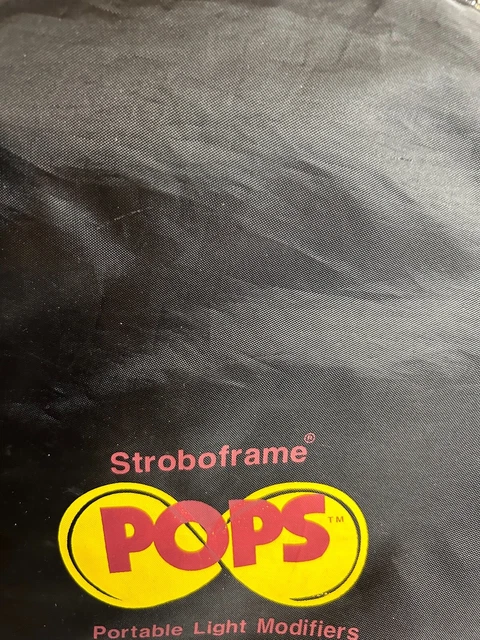 Stroboframe®
POPS™
Portable Light Modifiers